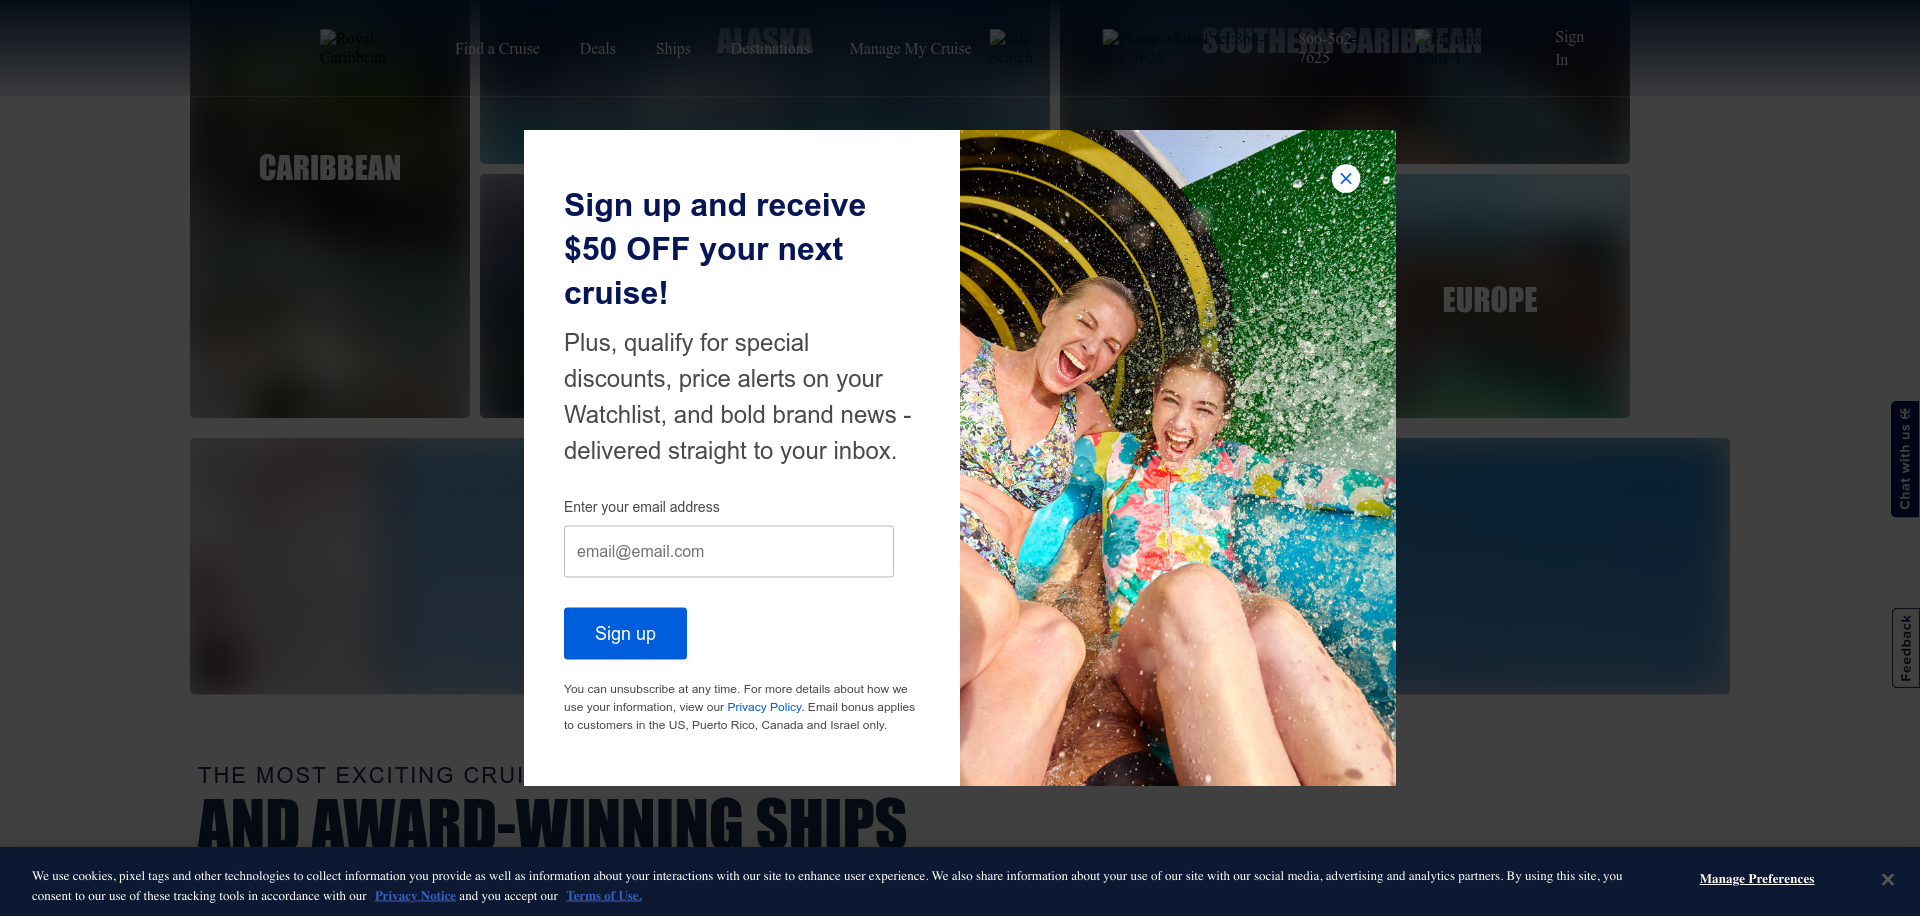 Royal Caribbean
Find a Cruise
Deals
Ships
Destinations
Manage My Cruise
Search
866-562-7625
Sign In
ALASKA
SOUTHERN CARIBBEAN
CARIBBEAN
EUROPE
Sign up and receive
$50 OFF your next
cruise!
Plus, qualify for special
discounts, price alerts on your
Watchlist, and bold brand news -
delivered straight to your inbox.
Enter your email address
email@email.com
Sign up
You can unsubscribe at any time. For more details about how we
use your information, view our Privacy Policy. Email bonus applies
to customers in the US, Puerto Rico, Canada and Israel only.
Chat with us
Feedback
THE MOST EXCITING CRUI
AND AWARD-WINNING SHIPS
We use cookies, pixel tags and other technologies to collect information you provide as well as information about your interactions with our site to enhance user experience. We also share information about your use of our site with our social media, advertising and analytics partners. By using this site, you
consent to our use of these tracking tools in accordance with our Privacy Notice and you accept our Terms of Use.
Manage Preferences